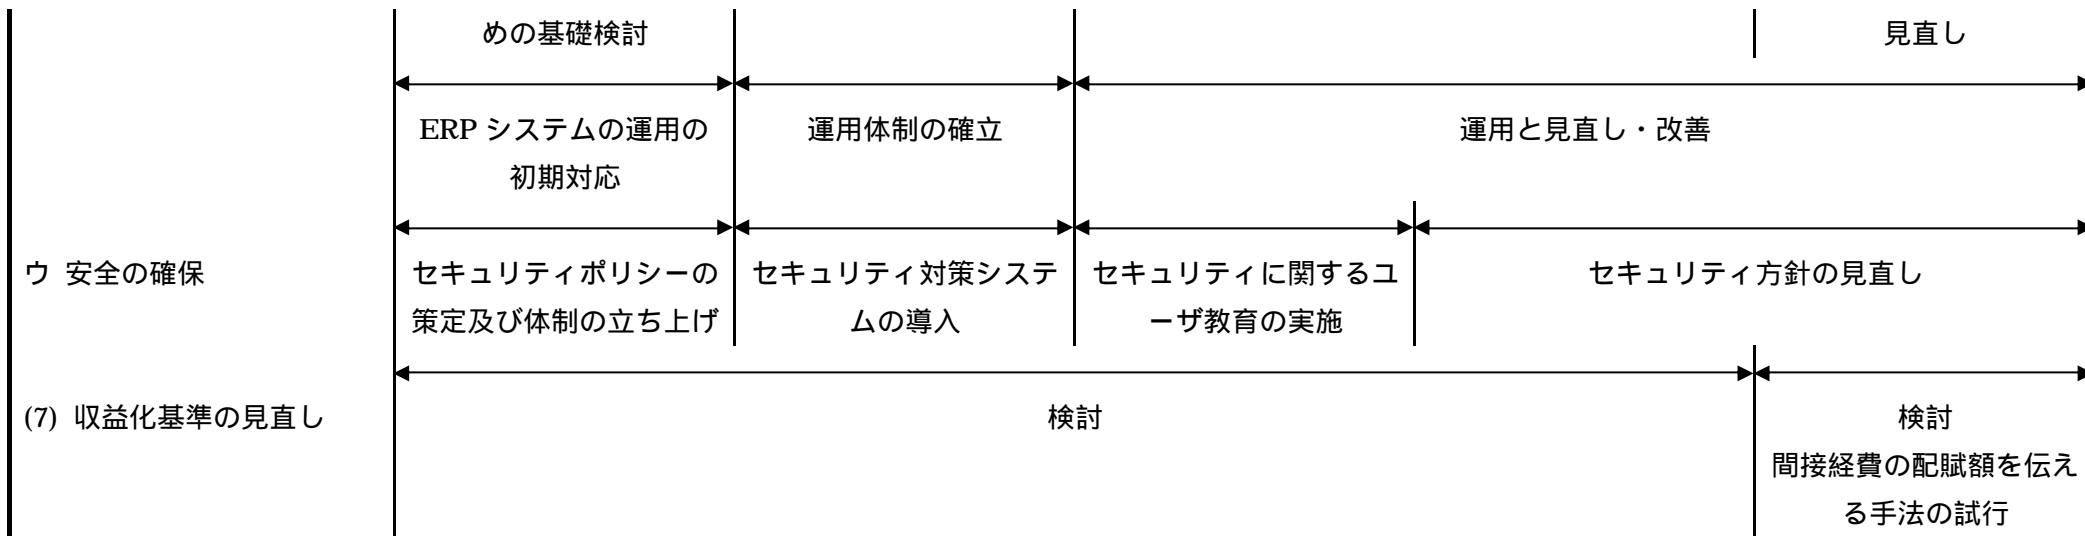 めの基礎検討
見直し
ERP システムの運用の
初期対応
運用体制の確立
運用と見直し・改善
ウ 安全の確保
セキュリティポリシーの
策定及び体制の立ち上げ
セキュリティ対策システ
ムの導入
セキュリティに関するユ
ーザ教育の実施
セキュリティ方針の見直し
(7) 収益化基準の見直し
検討
検討
間接経費の配賦額を伝え
る手法の試行